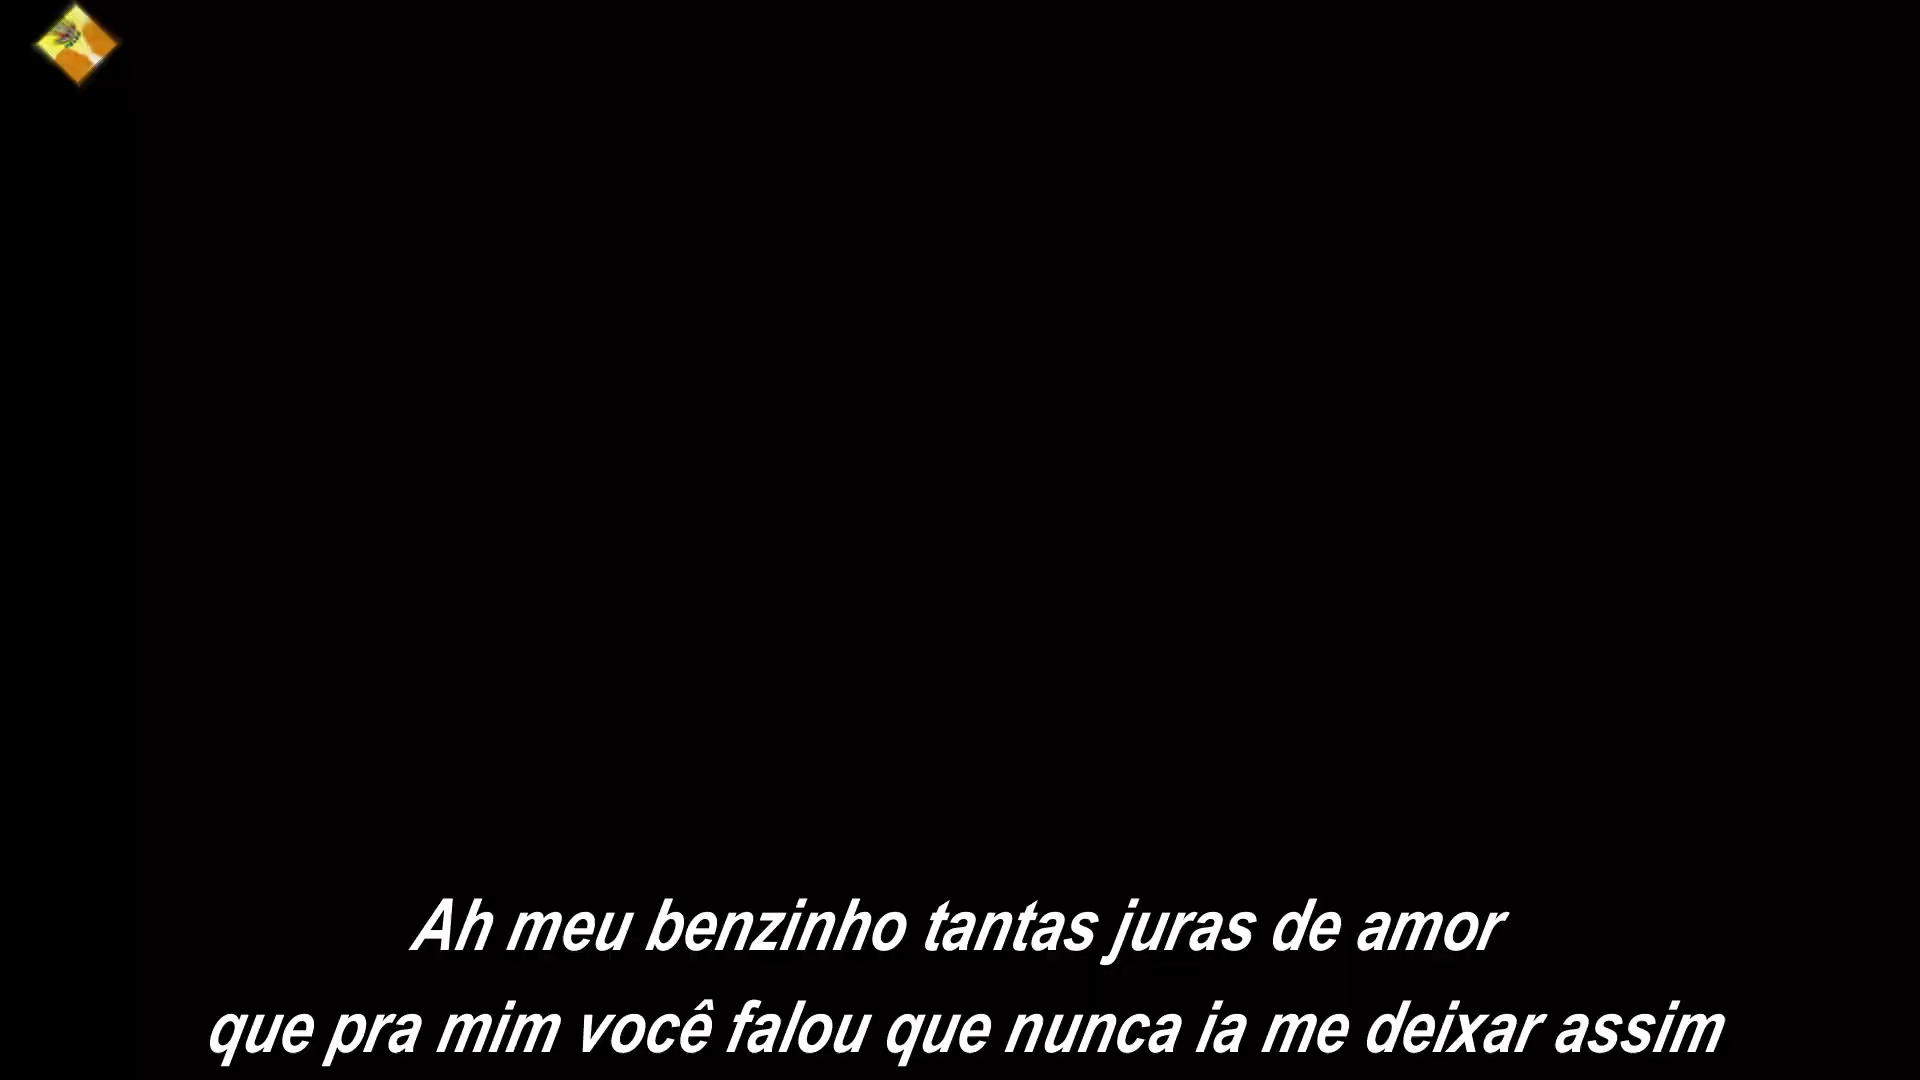 Ah meu benzinho tantas juras de amor
que pra mim você falou que nunca ia me deixar assim